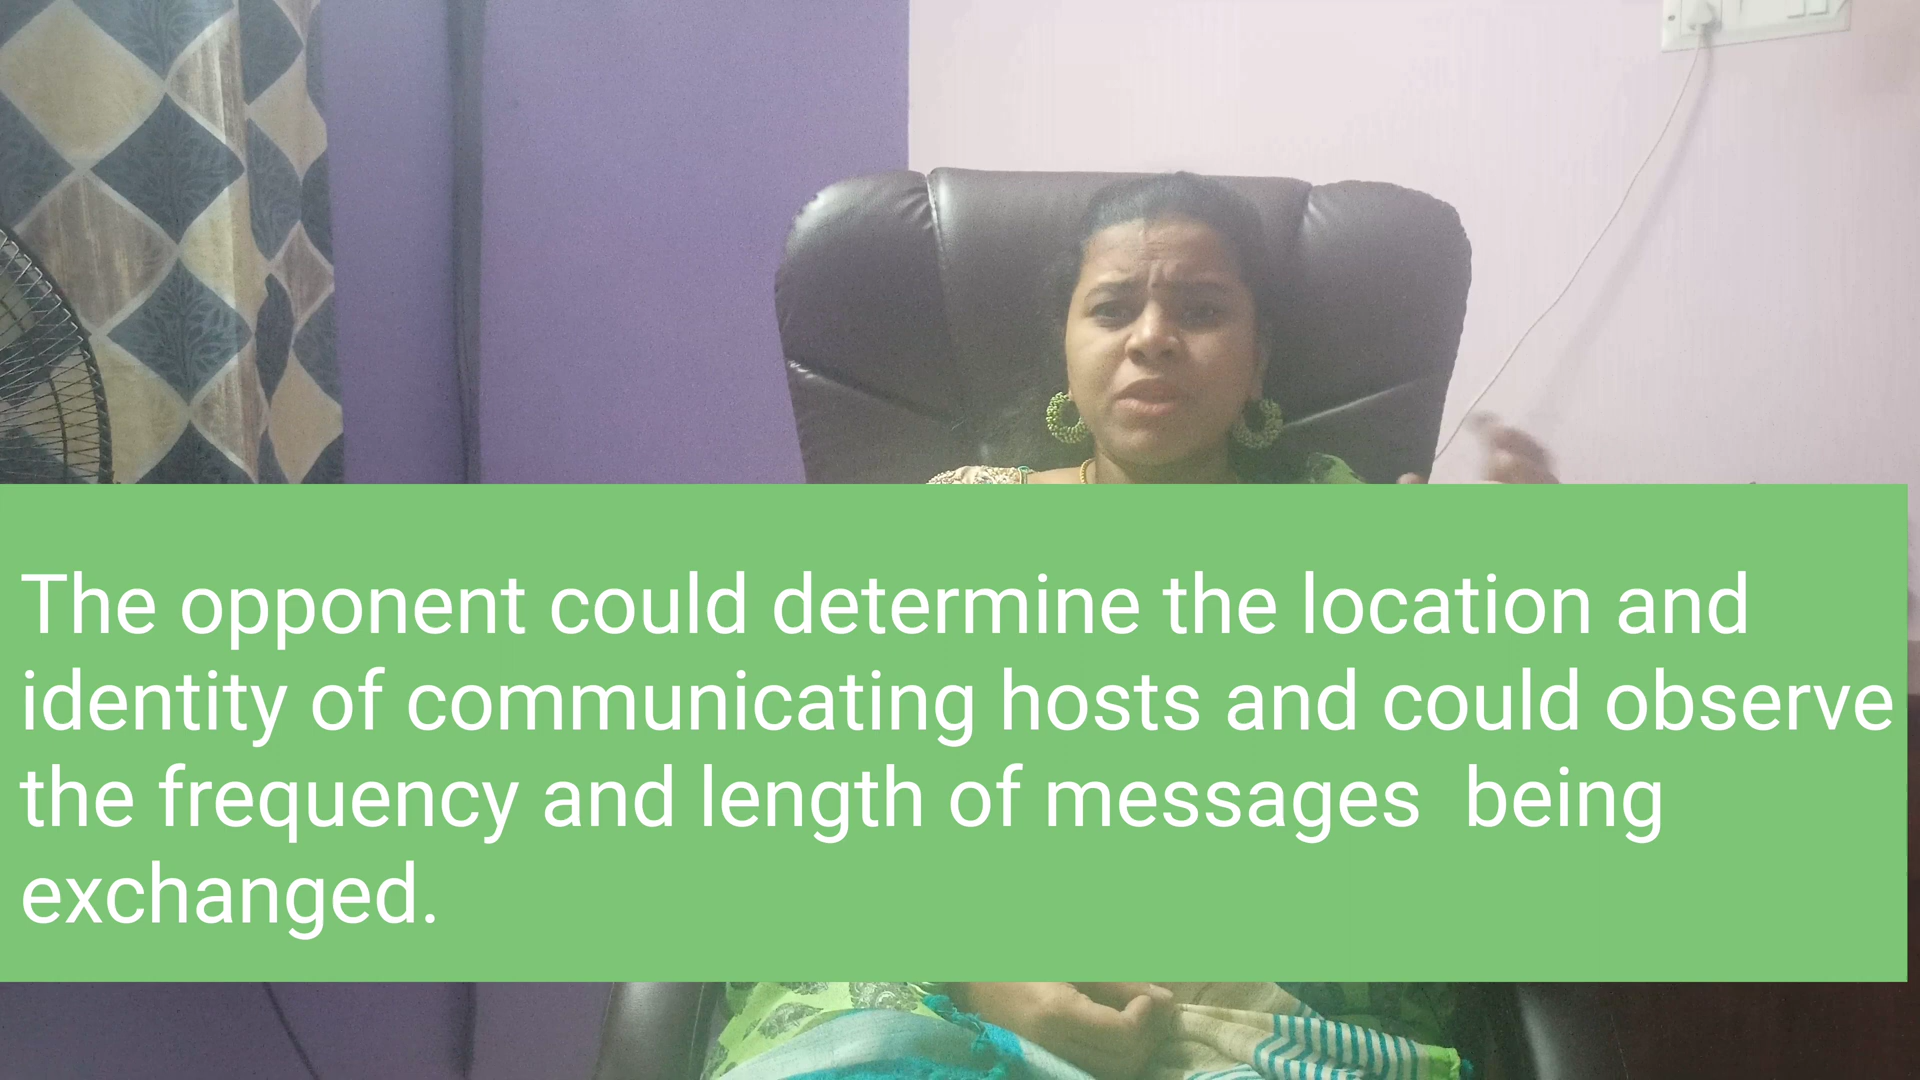 The opponent could determine the location and
identity of communicating hosts and could observe
the frequency and length of messages  being
exchanged.